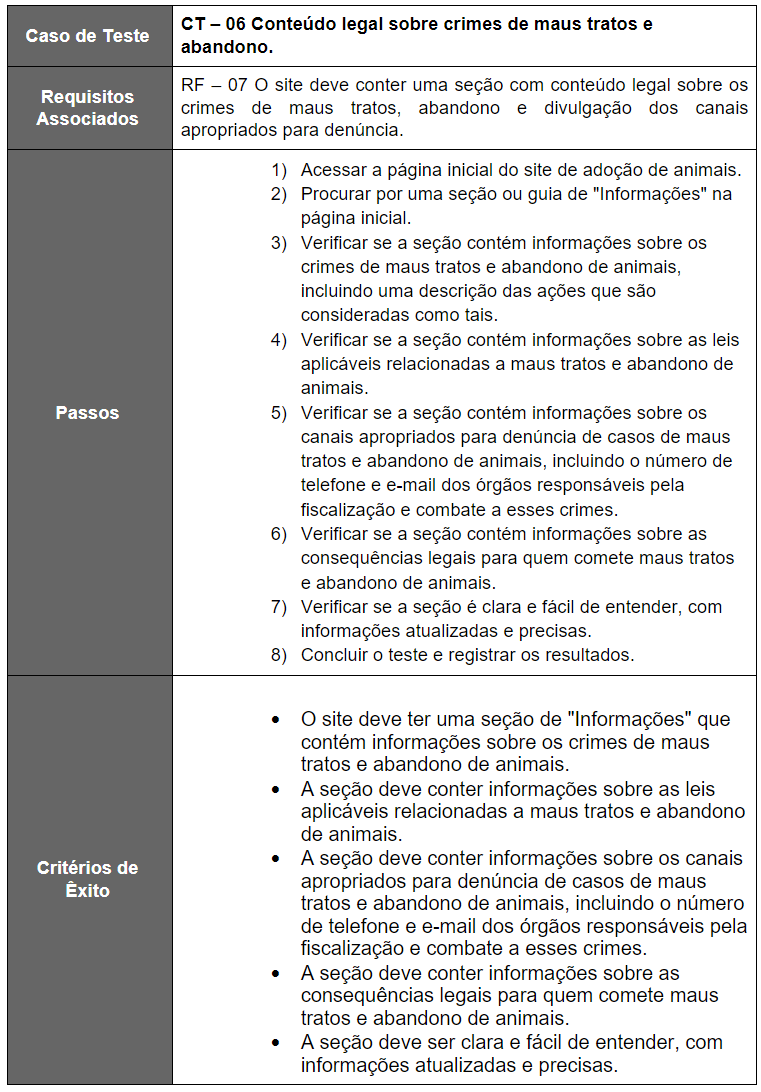 Caso de Teste
CT – 06 Conteúdo legal sobre crimes de maus tratos e
abandono.
Requisitos
Associados
RF – 07 O site deve conter uma seção com conteúdo legal sobre os
crimes de maus tratos, abandono e divulgação dos canais
apropriados para denúncia.
Passos
1) Acessar a página inicial do site de adoção de animais.
2) Procurar por uma seção ou guia de "Informações" na
página inicial.
3) Verificar se a seção contém informações sobre os
crimes de maus tratos e abandono de animais,
incluindo uma descrição das ações que são
consideradas como tais.
4) Verificar se a seção contém informações sobre as leis
aplicáveis relacionadas a maus tratos e abandono de
animais.
5) Verificar se a seção contém informações sobre os
canais apropriados para denúncia de casos de maus
tratos e abandono de animais, incluindo o número de
telefone e e-mail dos órgãos responsáveis pela
fiscalização e combate a esses crimes.
6) Verificar se a seção contém informações sobre as
consequências legais para quem comete maus tratos
e abandono de animais.
7) Verificar se a seção é clara e fácil de entender, com
informações atualizadas e precisas.
8) Concluir o teste e registrar os resultados.
Critérios de
Êxito
• O site deve ter uma seção de "Informações" que
contém informações sobre os crimes de maus
tratos e abandono de animais.
• A seção deve conter informações sobre as leis
aplicáveis relacionadas a maus tratos e abandono
de animais.
• A seção deve conter informações sobre os canais
apropriados para denúncia de casos de maus
tratos e abandono de animais, incluindo o número
de telefone e e-mail dos órgãos responsáveis pela
fiscalização e combate a esses crimes.
• A seção deve conter informações sobre as
consequências legais para quem comete maus
tratos e abandono de animais.
• A seção deve ser clara e fácil de entender, com
informações atualizadas e precisas.